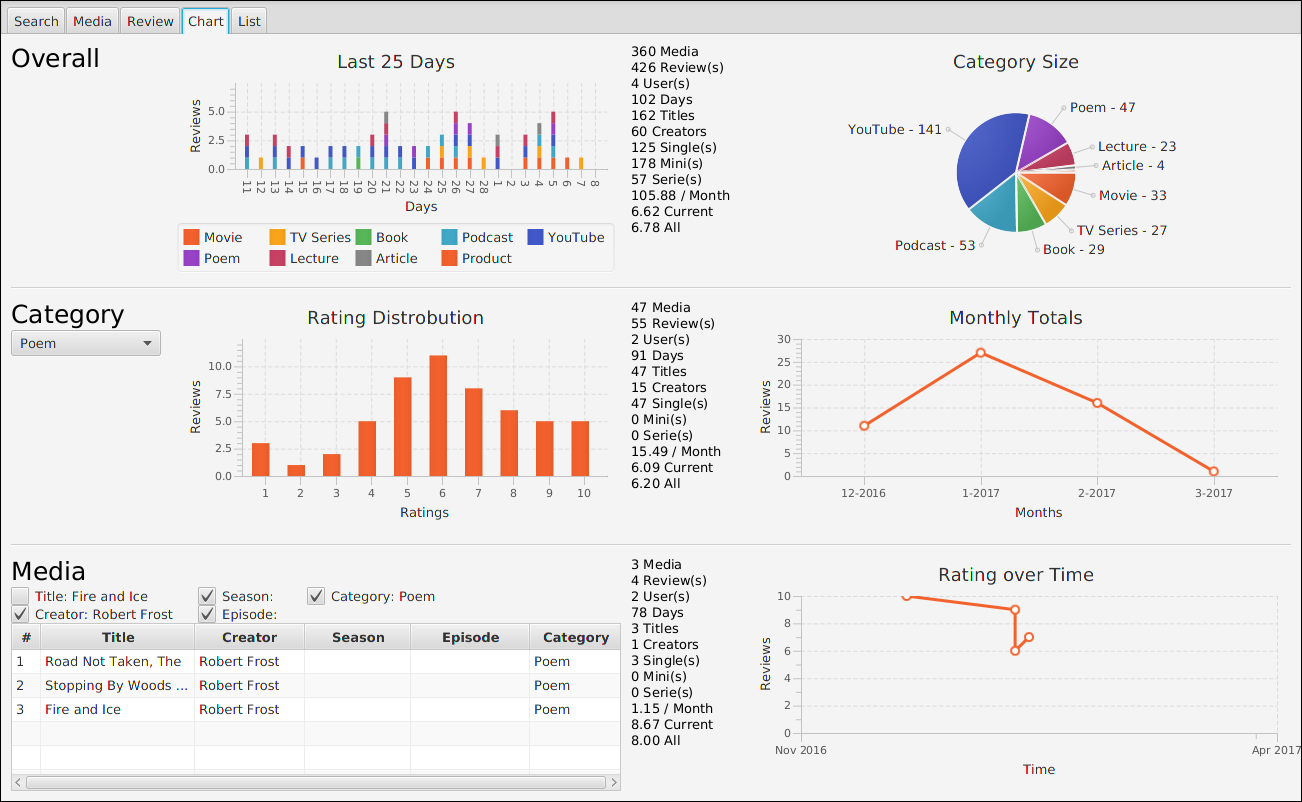 Search Media Review Chart List
Overall
Last 25 Days
Reviews
5.0
2.5
0.0
11 12 13 14 15 16 17 18 19 20 21 22 23 24 25 26 27 28 1 2 3 4 5 6 7 8
Days
Movie TV Series Book Podcast YouTube
Poem Lecture Article Product
360 Media
426 Review(s)
4 User(s)
102 Days
162 Titles
60 Creators
125 Single(s)
178 Mini(s)
57 Serie(s)
105.88 / Month
6.62 Current
6.78 All
Category Size
Poem - 47
YouTube - 141
Lecture - 23
Article - 4
Movie - 33
TV Series - 27
Podcast - 53
Book - 29
Category
Poem
Rating Distrobution
Reviews
10.0
7.5
5.0
2.5
0.0
1 2 3 4 5 6 7 8 9 10
Ratings
47 Media
55 Review(s)
2 User(s)
91 Days
47 Titles
15 Creators
47 Single(s)
0 Mini(s)
0 Serie(s)
15.49 / Month
6.09 Current
6.20 All
Monthly Totals
Reviews
30
25
20
15
10
5
0
12-2016 1-2017 2-2017 3-2017
Months
Media
Title: Fire and Ice Season: Category: Poem
Creator: Robert Frost Episode:
# Title Creator Season Episode Category
1 Road Not Taken, The Robert Frost Poem
2 Stopping By Woods ... Robert Frost Poem
3 Fire and Ice Robert Frost Poem
3 Media
4 Review(s)
2 User(s)
78 Days
3 Titles
1 Creators
3 Single(s)
0 Mini(s)
0 Serie(s)
1.15 / Month
8.67 Current
8.00 All
Rating over Time
Reviews
10
8
6
4
2
0
Nov 2016 Apr 2017
Time